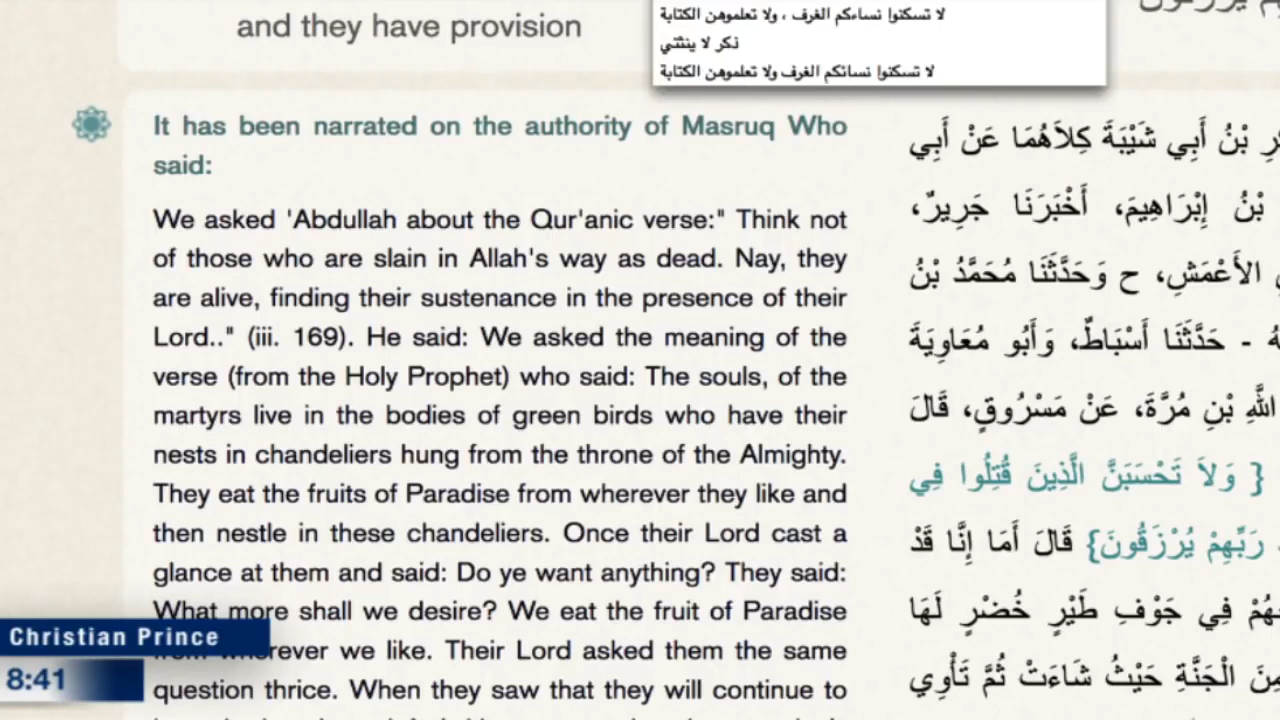 and they have provision
لا تسكنوا نساءكم الغرف ، ولا تعلموهن الكتابة
ذكر لا ينثني
لا تسكنوا نسائكم الغرف ولا تعلموهن الكتابة
It has been narrated on the authority of Masruq Who
said:
We asked 'Abdullah about the Qur'anic verse:" Think not
of those who are slain in Allah's way as dead. Nay, they
are alive, finding their sustenance in the presence of their
Lord.." (iii. 169). He said: We asked the meaning of the
verse (from the Holy Prophet) who said: The souls, of the
martyrs live in the bodies of green birds who have their
nests in chandeliers hung from the throne of the Almighty.
They eat the fruits of Paradise from wherever they like and
then nestle in these chandeliers. Once their Lord cast a
glance at them and said: Do ye want anything? They said:
What more shall we desire? We eat the fruit of Paradise
from wherever we like. Their Lord asked them the same
question thrice. When they saw that they will continue to
بْنُ أَبِي شَيْبَةَ كِلاَهُمَا عَنْ أَبِي
بْنُ إِبْرَاهِيمَ، أَخْبَرَنَا جَرِيرٌ،
الأَعْمَشِ، ح وَحَدَّثَنَا مُحَمَّدُ بْنُ
- حَدَّثَنَا أَسْبَاطٌ، وَأَبُو مُعَاوِيَةَ
اللَّهِ بْنِ مُرَّةَ، عَنْ مَسْرُوقٍ، قَالَ
{ وَلاَ تَحْسَبَنَّ الَّذِينَ قُتِلُوا فِي
رَبِّهِمْ يُرْزَقُونَ} قَالَ أَمَا إِنَّا قَدْ
فِي جَوْفِ طَيْرٍ خُضْرٍ لَهَا
الْجَنَّةِ حَيْثُ شَاءَتْ ثُمَّ تَأْوِي
Christian Prince
8:41